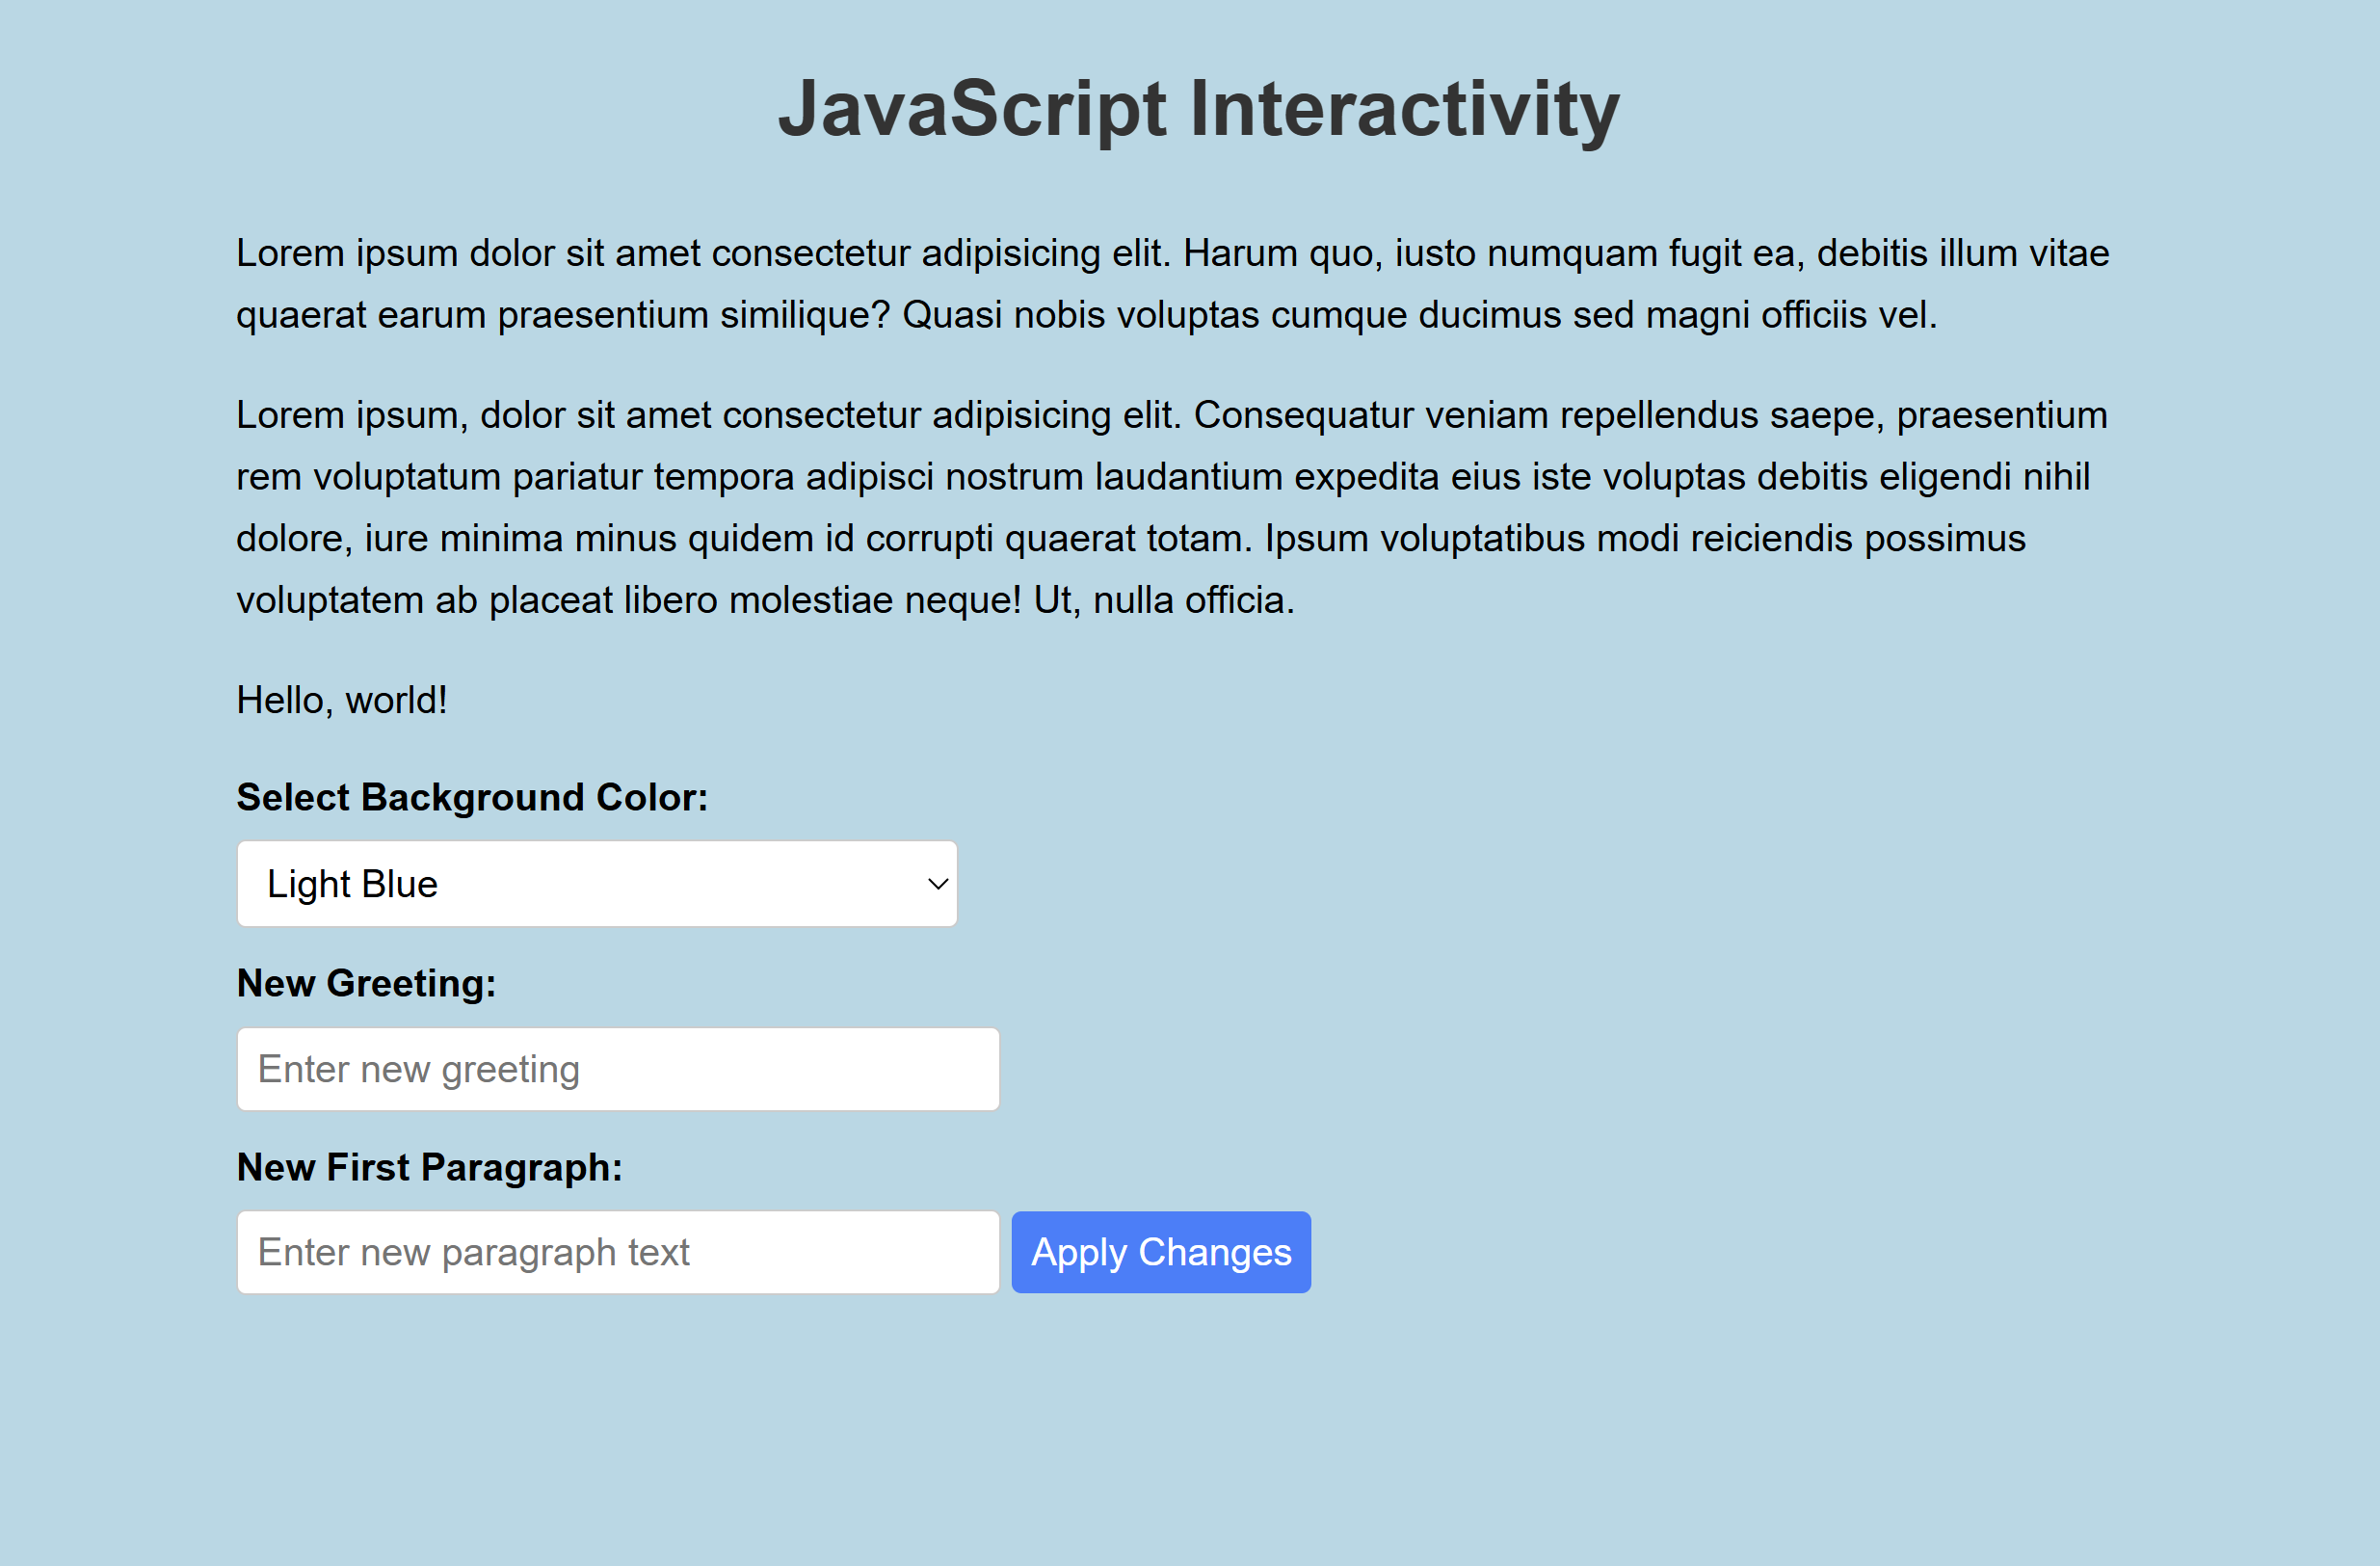 JavaScript Interactivity
Lorem ipsum dolor sit amet consectetur adipisicing elit. Harum quo, iusto numquam fugit ea, debitis illum vitae
quaerat earum praesentium similique? Quasi nobis voluptas cumque ducimus sed magni officiis vel.
Lorem ipsum, dolor sit amet consectetur adipisicing elit. Consequatur veniam repellendus saepe, praesentium
rem voluptatum pariatur tempora adipisci nostrum laudantium expedita eius iste voluptas debitis eligendi nihil
dolore, iure minima minus quidem id corrupti quaerat totam. Ipsum voluptatibus modi reiciendis possimus
voluptatem ab placeat libero molestiae neque! Ut, nulla officia.
Hello, world!
Select Background Color:
Light Blue
New Greeting:
Enter new greeting
New First Paragraph:
Enter new paragraph text Apply Changes